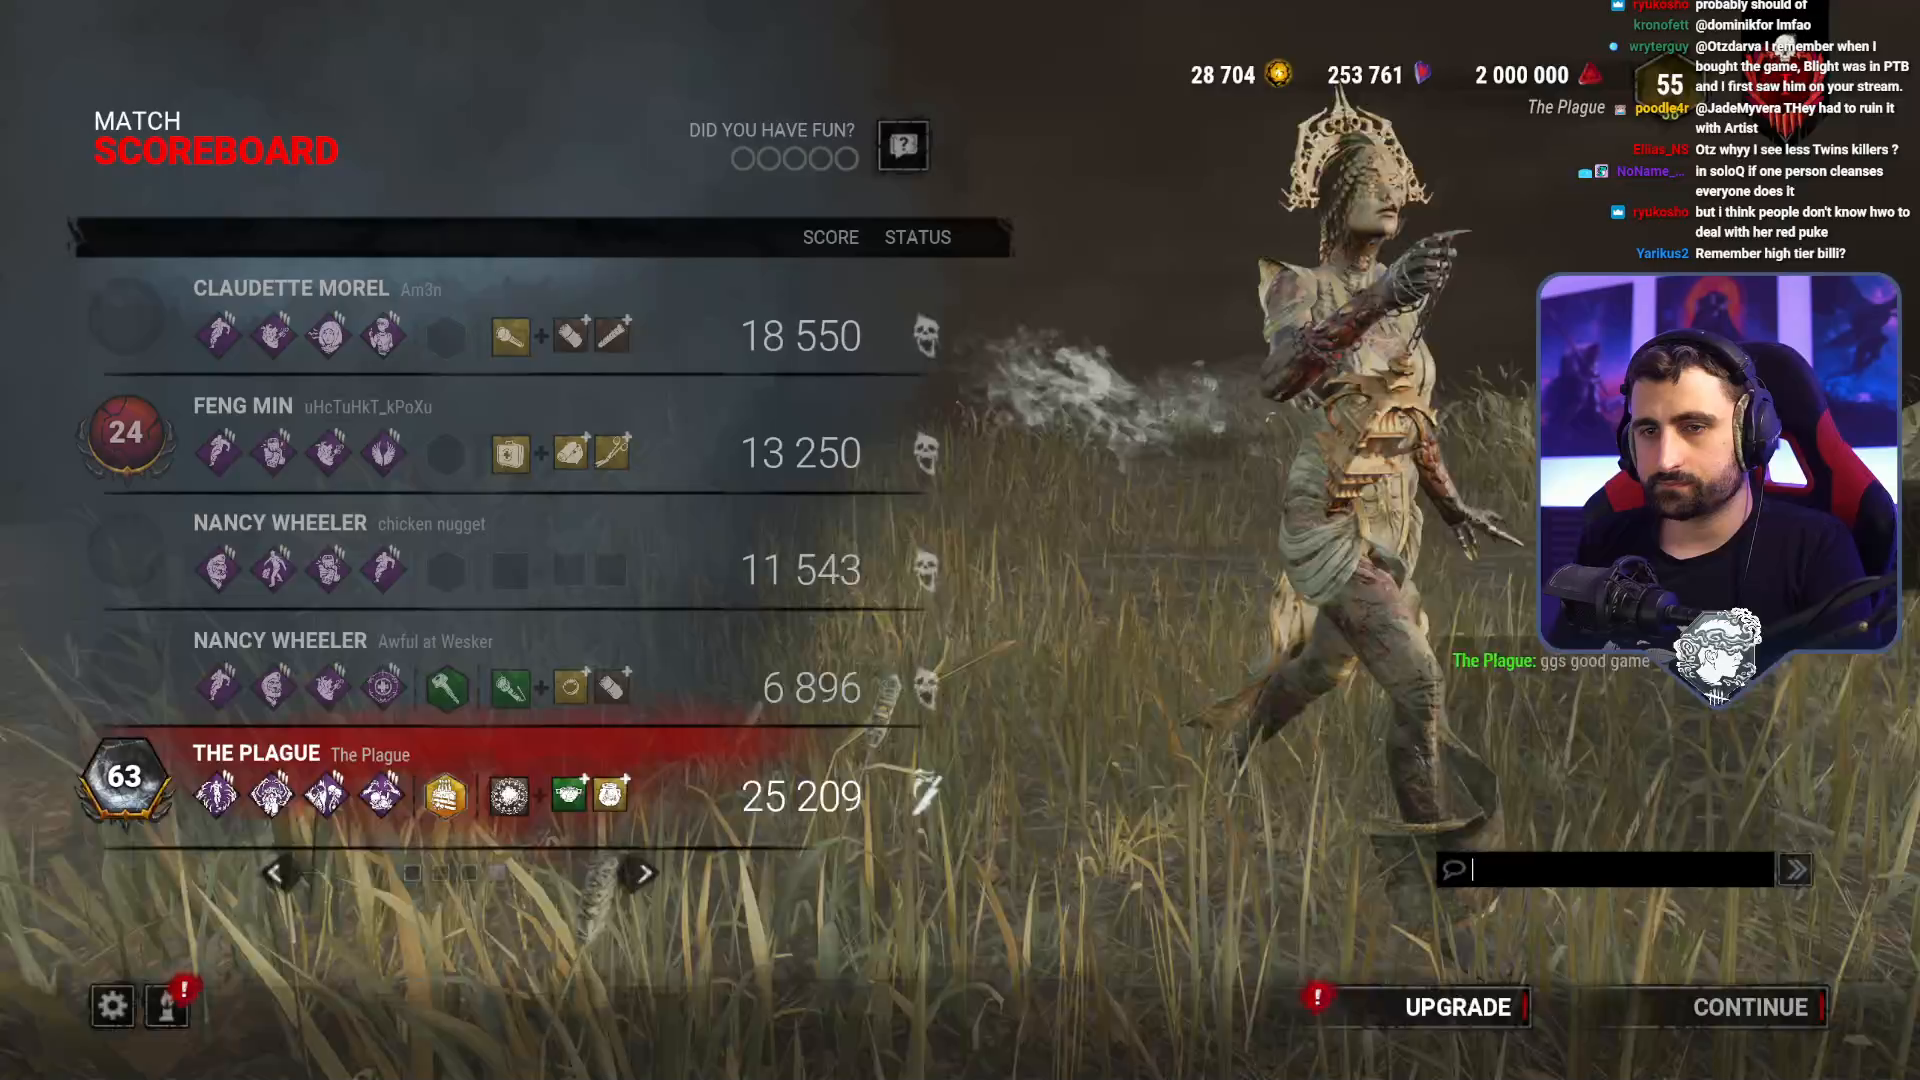 MATCH
SCOREBOARD
DID YOU HAVE FUN?
?
28 704
253 761
2 000 000
The Plague
55
SCORE STATUS
CLAUDETTE MOREL Am3n
18 550
24
FENG MIN uHcTuHkT_kPoXu
13 250
NANCY WHEELER chicken nugget
11 543
NANCY WHEELER Awful at Wesker
6 896
63
THE PLAGUE The Plague
25 209
ryukosho probably should of
kronofett @dominikfor lmfao
wryterguy @Otzdarva I remember when I
bought the game, Blight was in PTB
and I first saw him on your stream.
poodle4r @JadeMyvera THey had to ruin it
with Artist
Elias_NS Otz whyy I see less Twins killers ?
NoName_... in soloQ if one person cleanses
everyone does it
ryukosho but i think people don't know hwo to
deal with her red puke
Yarikus2 Remember high tier billi?
The Plague: ggs good game
!
! UPGRADE
CONTINUE